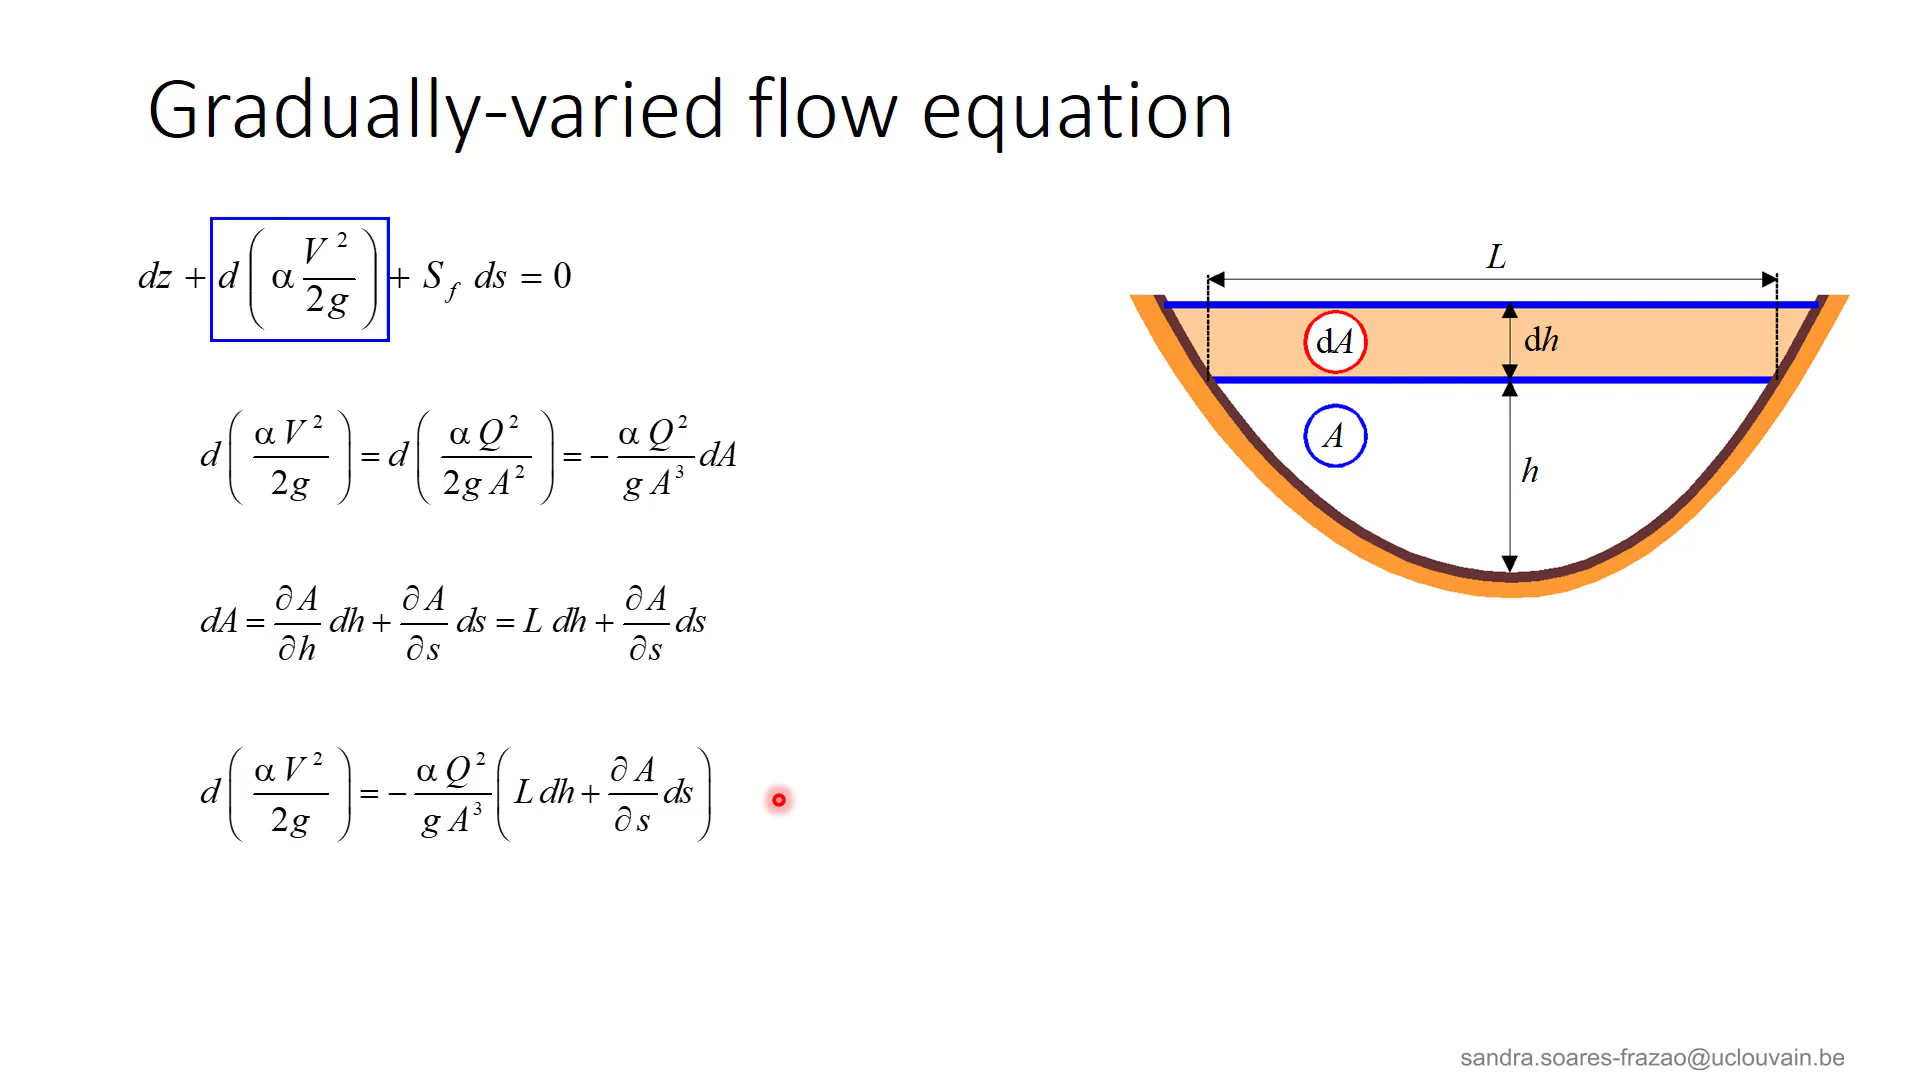 Gradually-varied flow equation
dz + d ( α V² / 2g ) + S_f ds = 0
d ( α V² / 2g ) = d ( α Q² / 2g A² ) = − α Q² / g A³ dA
dA = ∂A / ∂h dh + ∂A / ∂s ds = L dh + ∂A / ∂s ds
d ( α V² / 2g ) = − α Q² / g A³ ( L dh + ∂A / ∂s ds )
L
dA
dh
A
h
sandra.soares-frazao@uclouvain.be